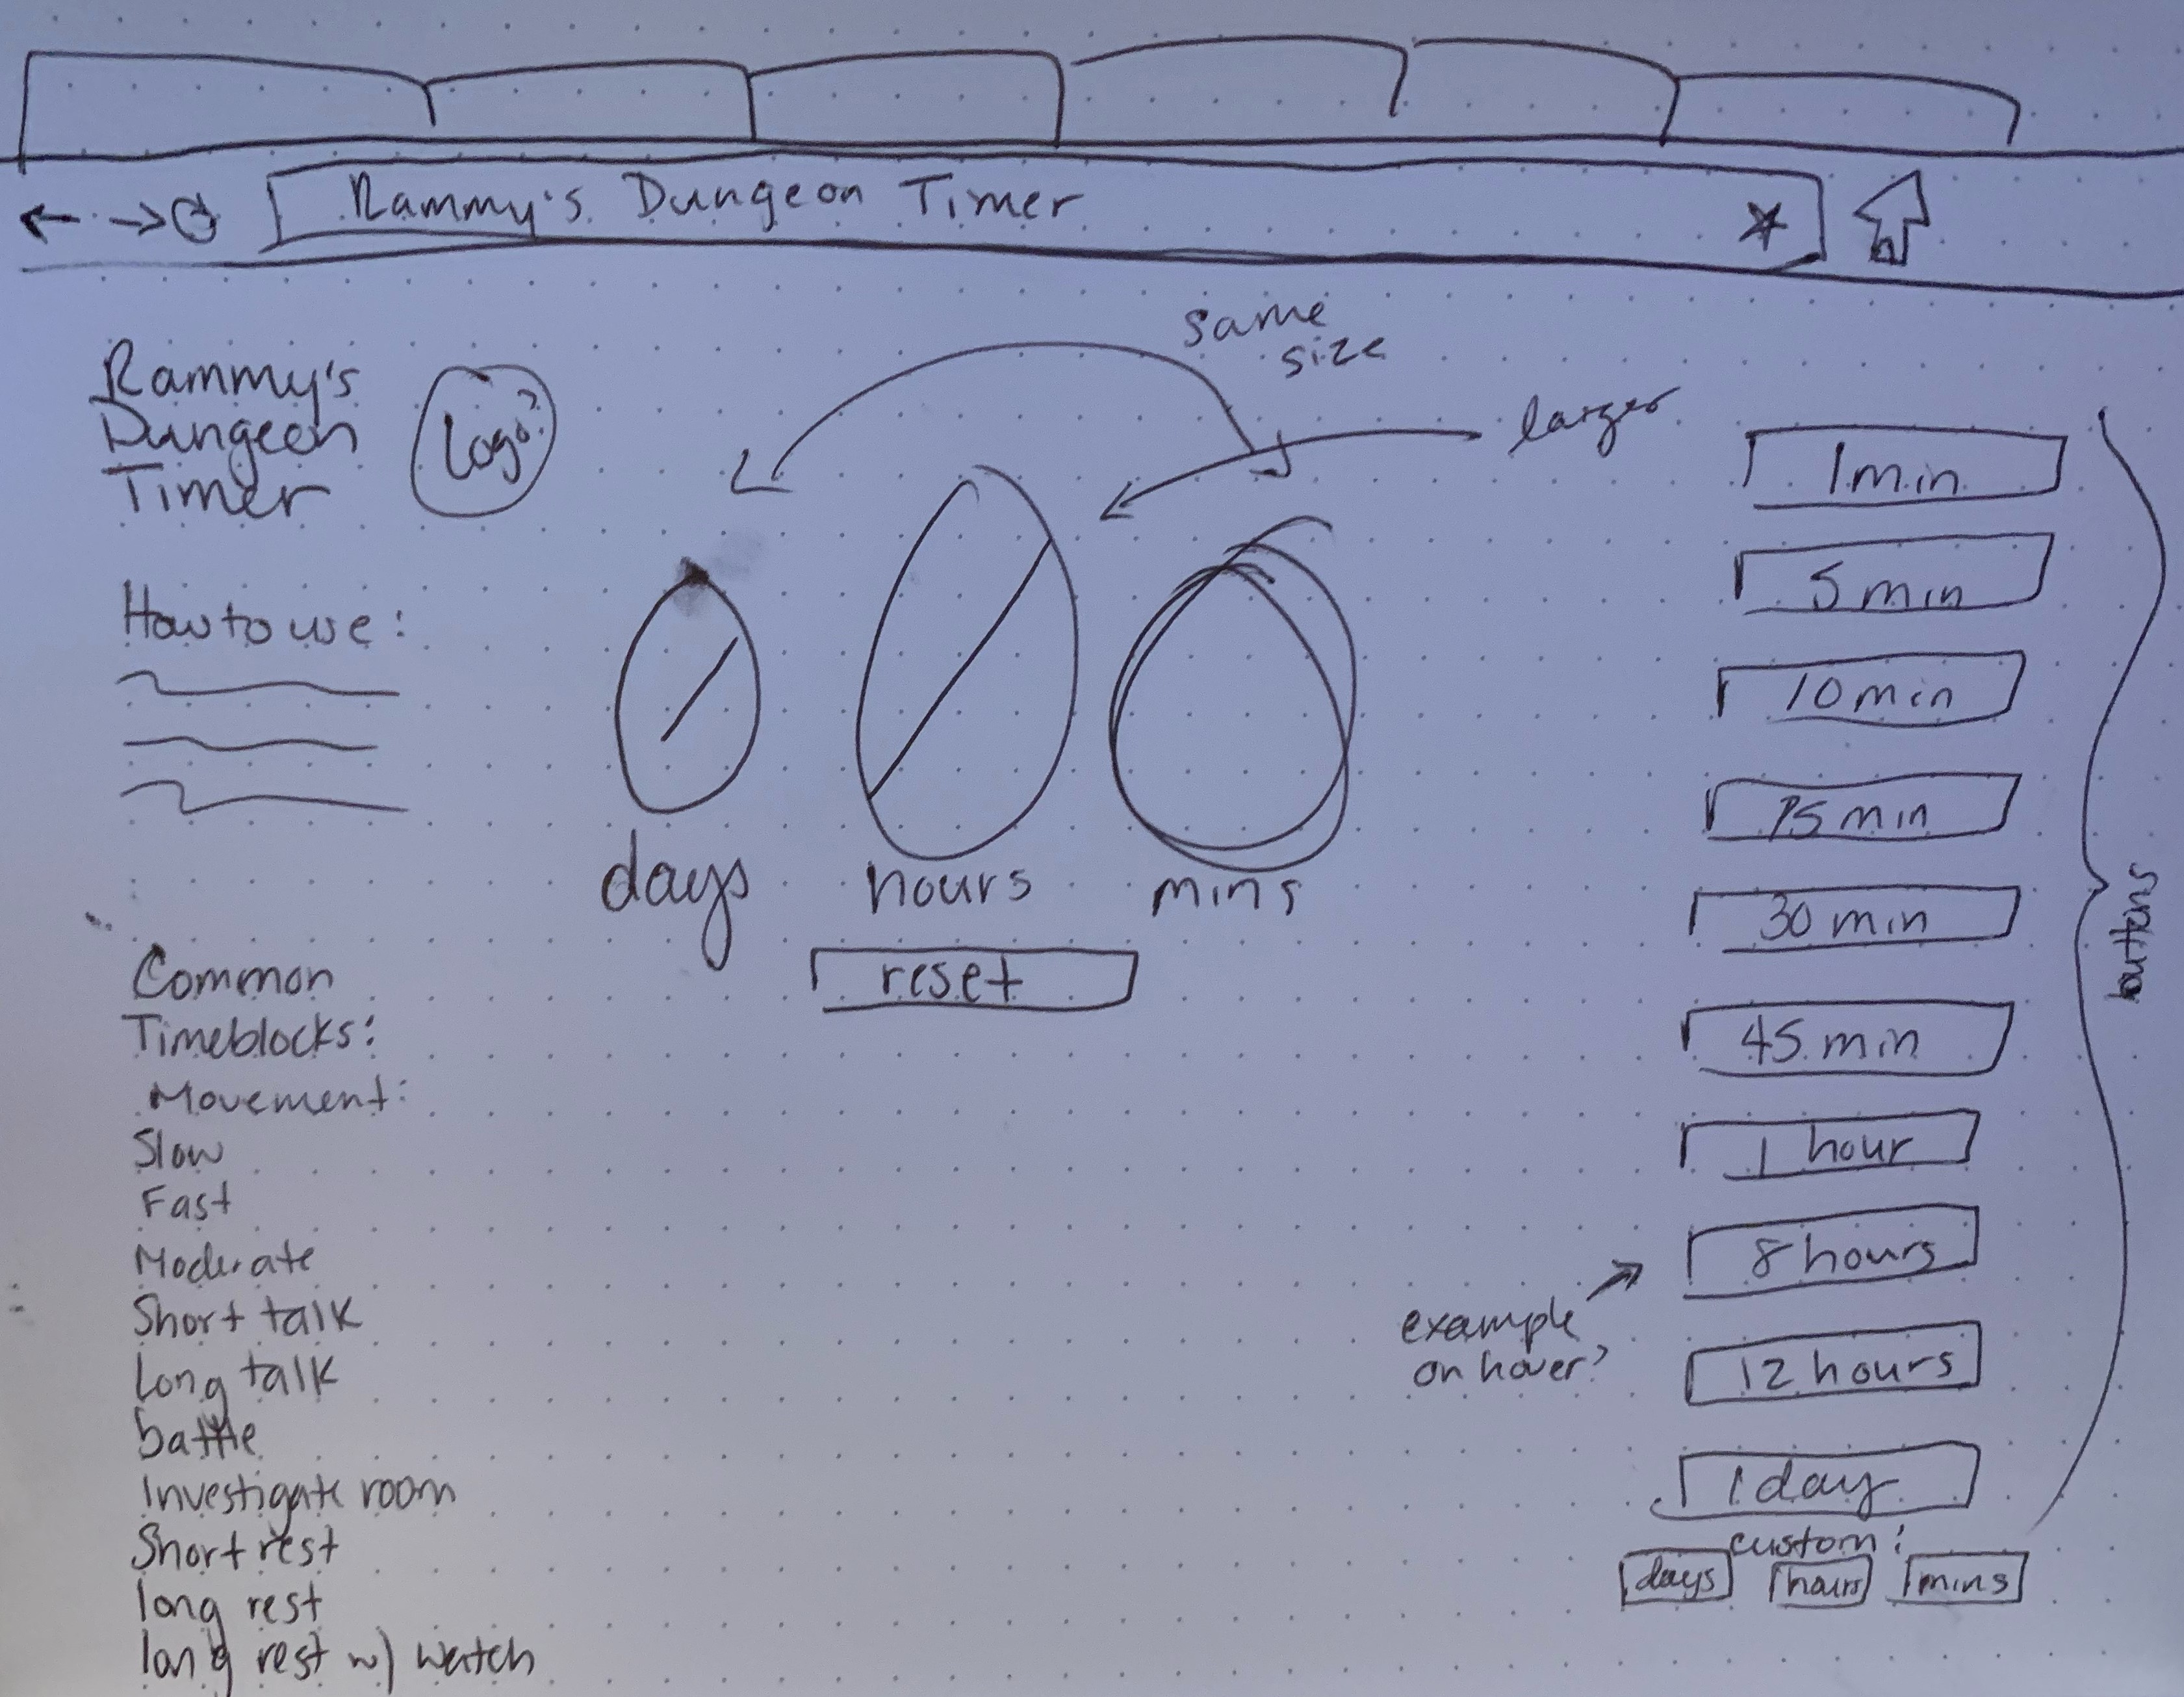 Rammy's Dungeon Timer
Rammy's
Dungeon
Timer
Logo?
same
size
larger
How to use:
days
hours
mins
reset
Common
Timeblocks:
Movement:
Slow
Fast
Moderate
Short talk
Long talk
battle
Investigate room
Short rest
long rest
long rest w/ watch
1 min
5 min
10 min
15 min
30 min
45 min
1 hour
8 hours
12 hours
1 day
buttons
example
on hover?
custom:
days
hours
mins